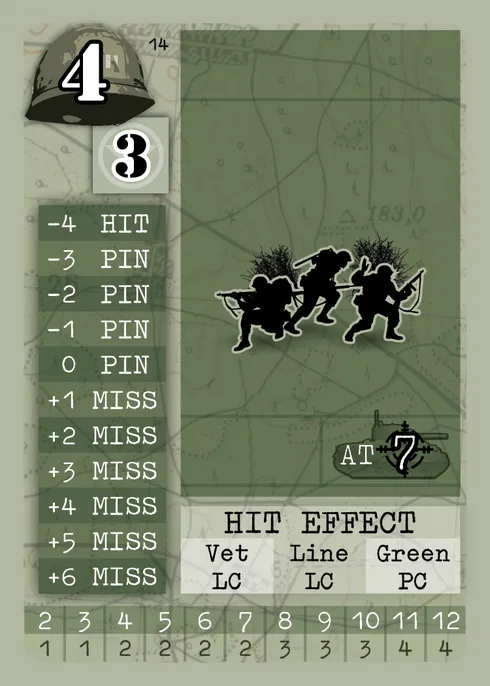 4
14
3
-4 HIT
-3 PIN
-2 PIN
-1 PIN
0 PIN
+1 MISS
+2 MISS
+3 MISS
+4 MISS
+5 MISS
+6 MISS
183,0
AT 7
HIT EFFECT
Vet Line Green
LC LC PC
2 3 4 5 6 7 8 9 10 11 12
1 1 2 2 2 2 3 3 3 4 4